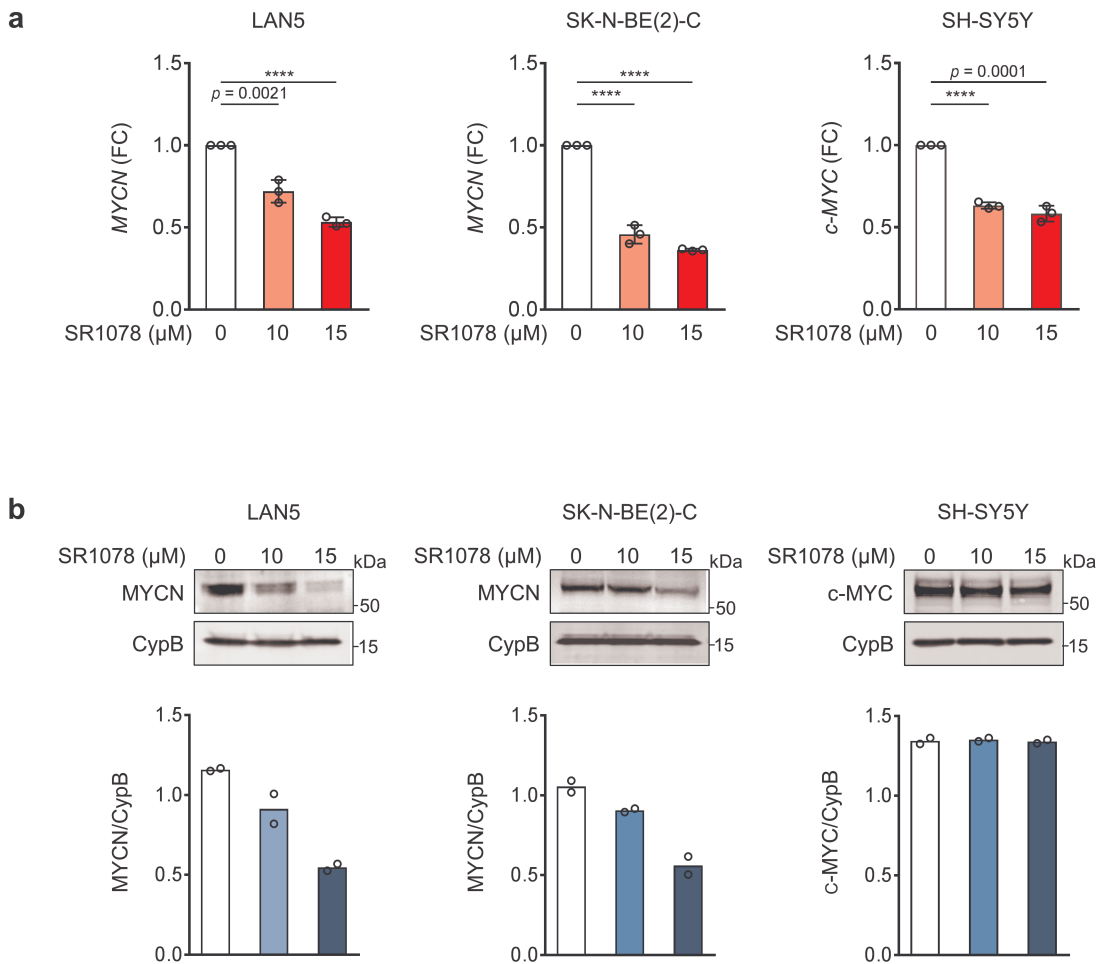 a
LAN5
SK-N-BE(2)-C
SH-SY5Y
1.5
1.0
0.5
0.0
MYCN (FC)
****
p = 0.0021
SR1078 (µM) 0 10 15
1.5
1.0
0.5
0.0
MYCN (FC)
****
****
SR1078 (µM) 0 10 15
1.5
1.0
0.5
0.0
c-MYC (FC)
p = 0.0001
****
SR1078 (µM) 0 10 15
b
LAN5
SR1078 (µM) 0 10 15 kDa
MYCN -50
CypB -15
1.5
1.0
0.5
0.0
MYCN/CypB
SK-N-BE(2)-C
SR1078 (µM) 0 10 15 kDa
MYCN -50
CypB -15
1.5
1.0
0.5
0.0
MYCN/CypB
SH-SY5Y
SR1078 (µM) 0 10 15 kDa
c-MYC -50
CypB -15
1.5
1.0
0.5
0.0
c-MYC/CypB